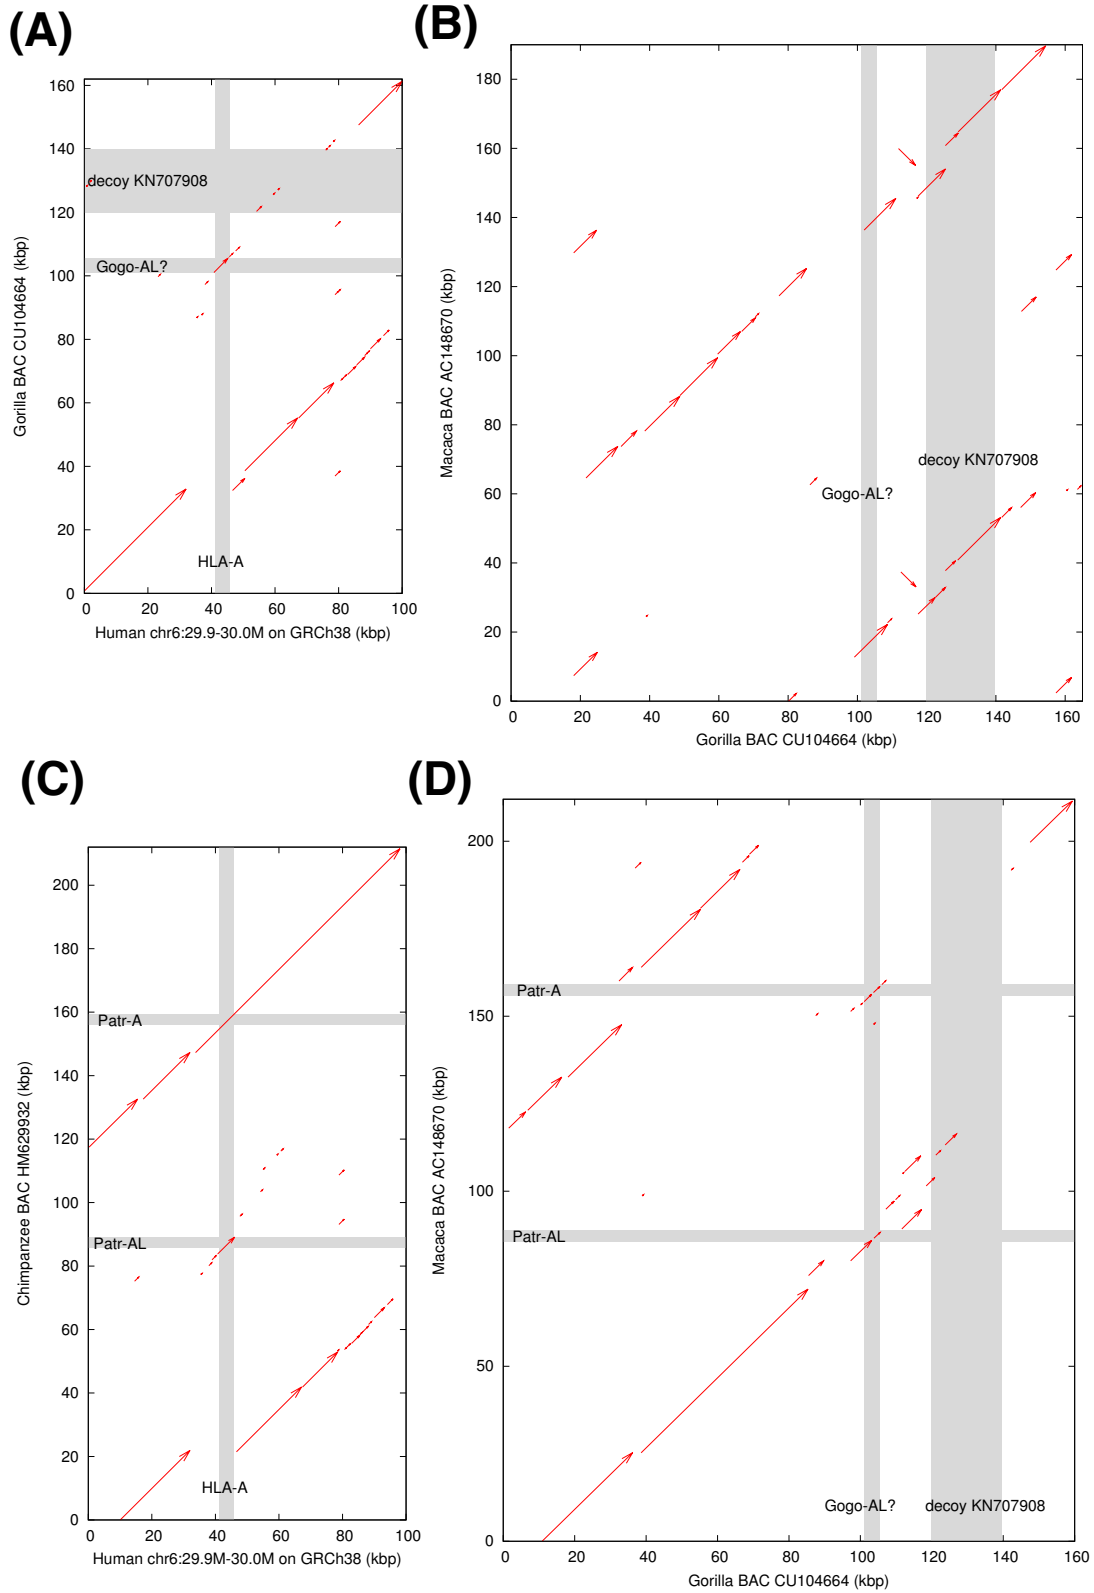 (A)
160
140
120
100
80
60
40
20
0
decoy KN707908
Gogo-AL?
HLA-A
0 20 40 60 80 100
Human chr6:29.9-30.0M on GRCh38 (kbp)
Gorilla BAC CU104664 (kbp)
(B)
180
160
140
120
100
80
60
40
20
0
decoy KN707908
Gogo-AL?
0 20 40 60 80 100 120 140 160
Gorilla BAC CU104664 (kbp)
Macaca BAC AC148670 (kbp)
(C)
200
180
160
140
120
100
80
60
40
20
0
Patr-A
Patr-AL
HLA-A
0 20 40 60 80 100
Human chr6:29.9M-30.0M on GRCh38 (kbp)
Chimpanzee BAC HM629932 (kbp)
(D)
200
150
100
50
0
Patr-A
Patr-AL
Gogo-AL? decoy KN707908
0 20 40 60 80 100 120 140 160
Gorilla BAC CU104664 (kbp)
Macaca BAC AC148670 (kbp)